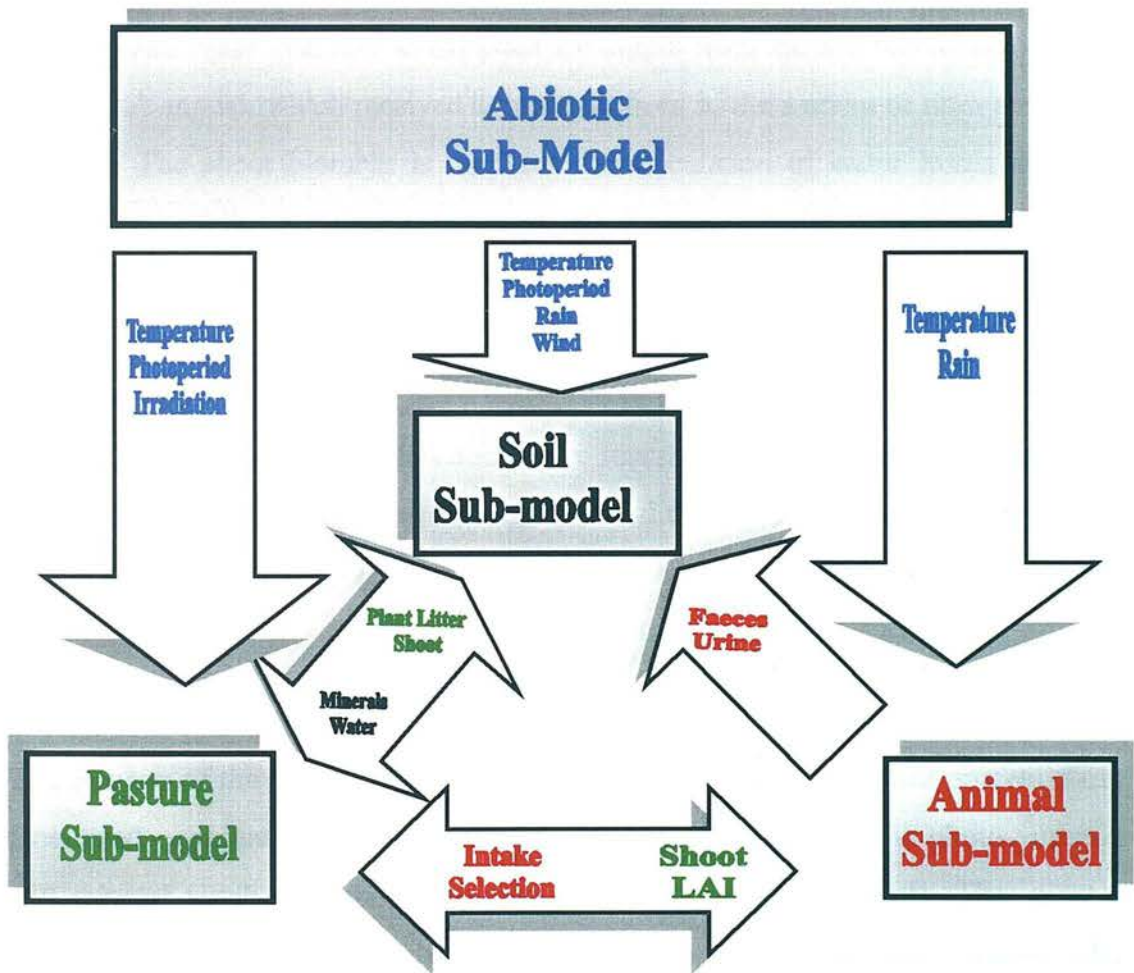 Abiotic
Sub-Model
Temperature
Photoperiod
Irradiation
Temperature
Photoperiod
Rain
Wind
Temperature
Rain
Soil
Sub-model
Plant Litter
Shoot
Minerals
Water
Faeces
Urine
Pasture
Sub-model
Intake
Selection
Shoot
LAI
Animal
Sub-model